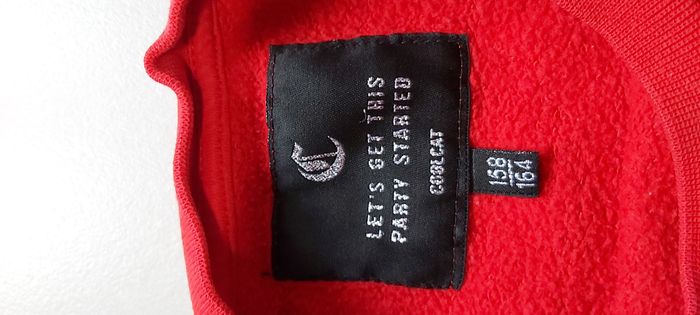 C
LET'S GET THIS
PARTY STARTED
COOLCAT
158
164